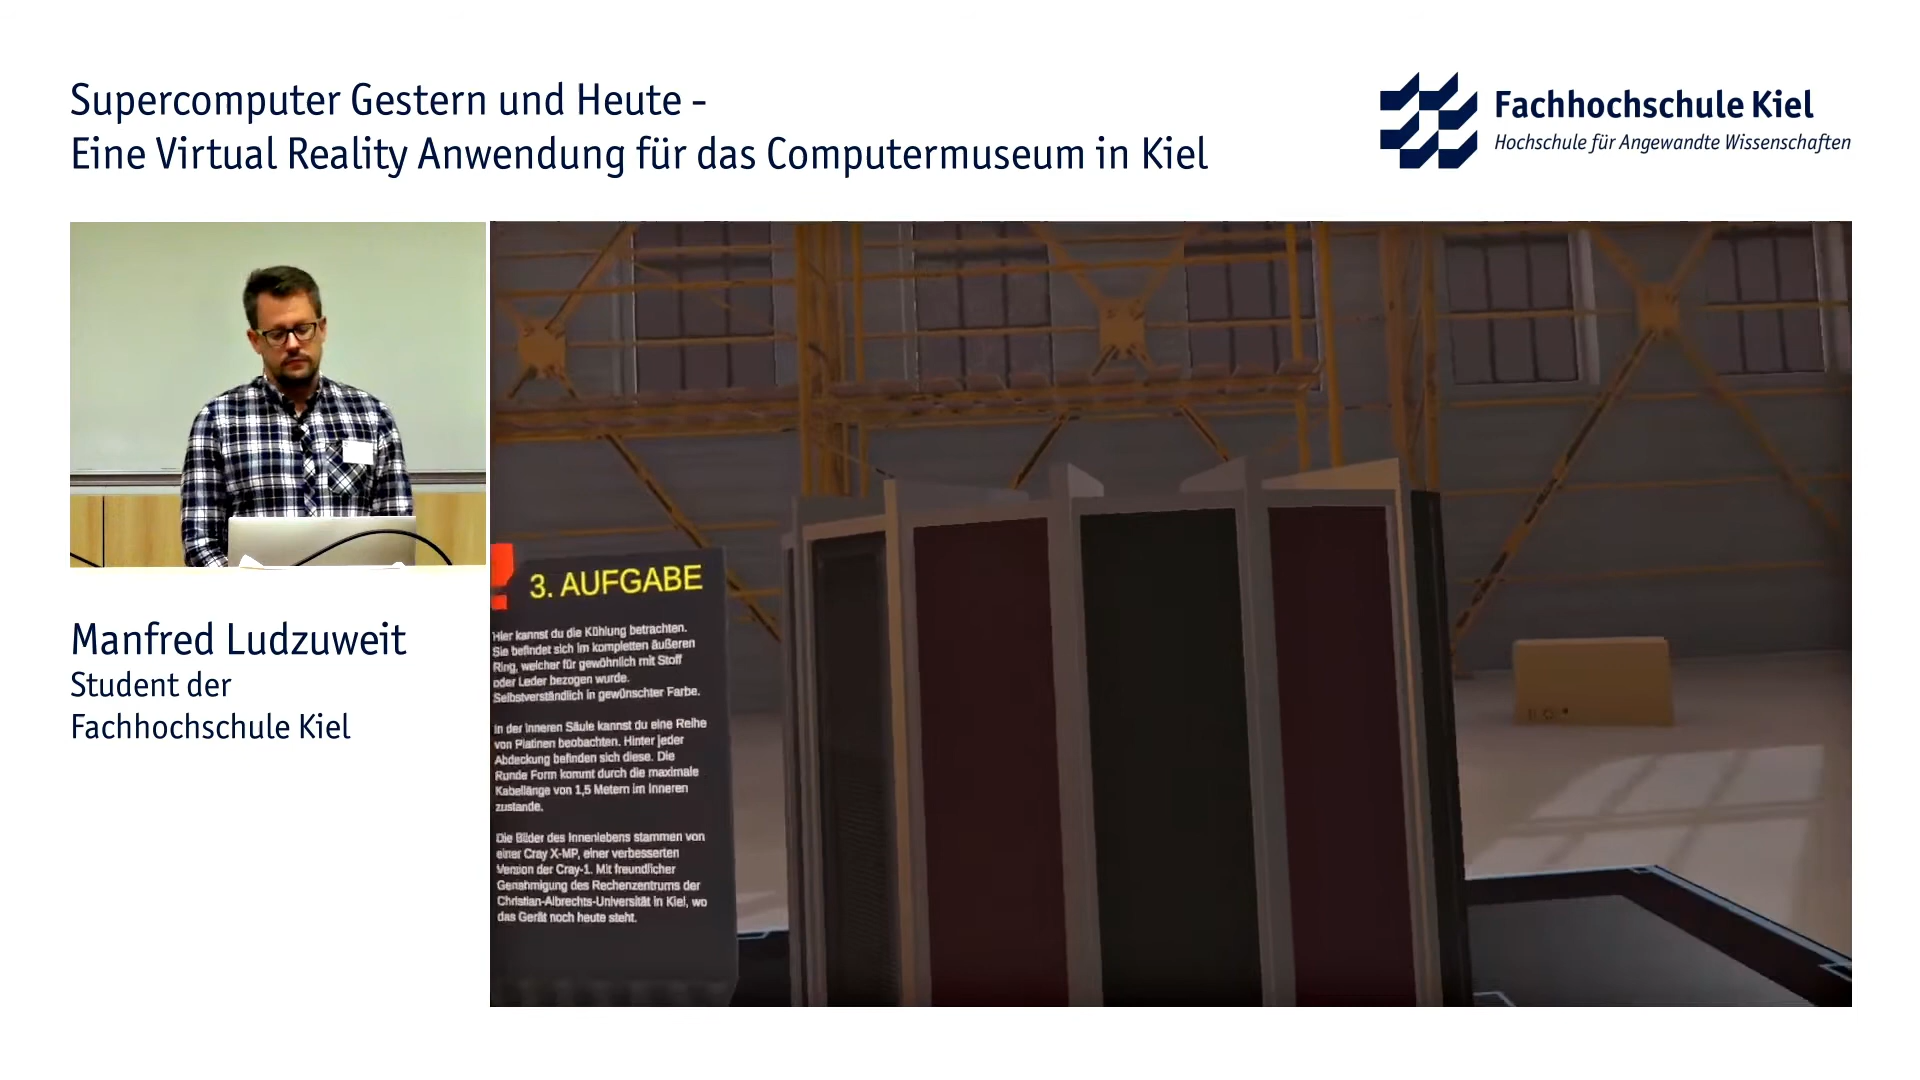 Supercomputer Gestern und Heute -
Eine Virtual Reality Anwendung für das Computermuseum in Kiel
Fachhochschule Kiel
Hochschule für Angewandte Wissenschaften
3. AUFGABE
Hier kannst du die Kühlung betrachten.
Sie befindet sich im kompletten äußeren
Ring, welcher für gewöhnlich mit Stoff
oder Leder bezogen wurde.
Selbstverständlich in gewünschter Farbe.
In der inneren Säule kannst du eine Reihe
von Platinen beobachten. Hinter jeder
Abdeckung befinden sich diese. Die
Runde Form kommt durch die maximale
Kabellänge von 1,5 Metern im Inneren
zustande.
Die Bilder des Innenlebens stammen von
einer Cray X-MP, einer verbesserten
Version der Cray-1. Mit freundlicher
Genehmigung des Rechenzentrums der
Christian-Albrechts-Universität in Kiel, wo
das Gerät noch heute steht.
Manfred Ludzuweit
Student der
Fachhochschule Kiel